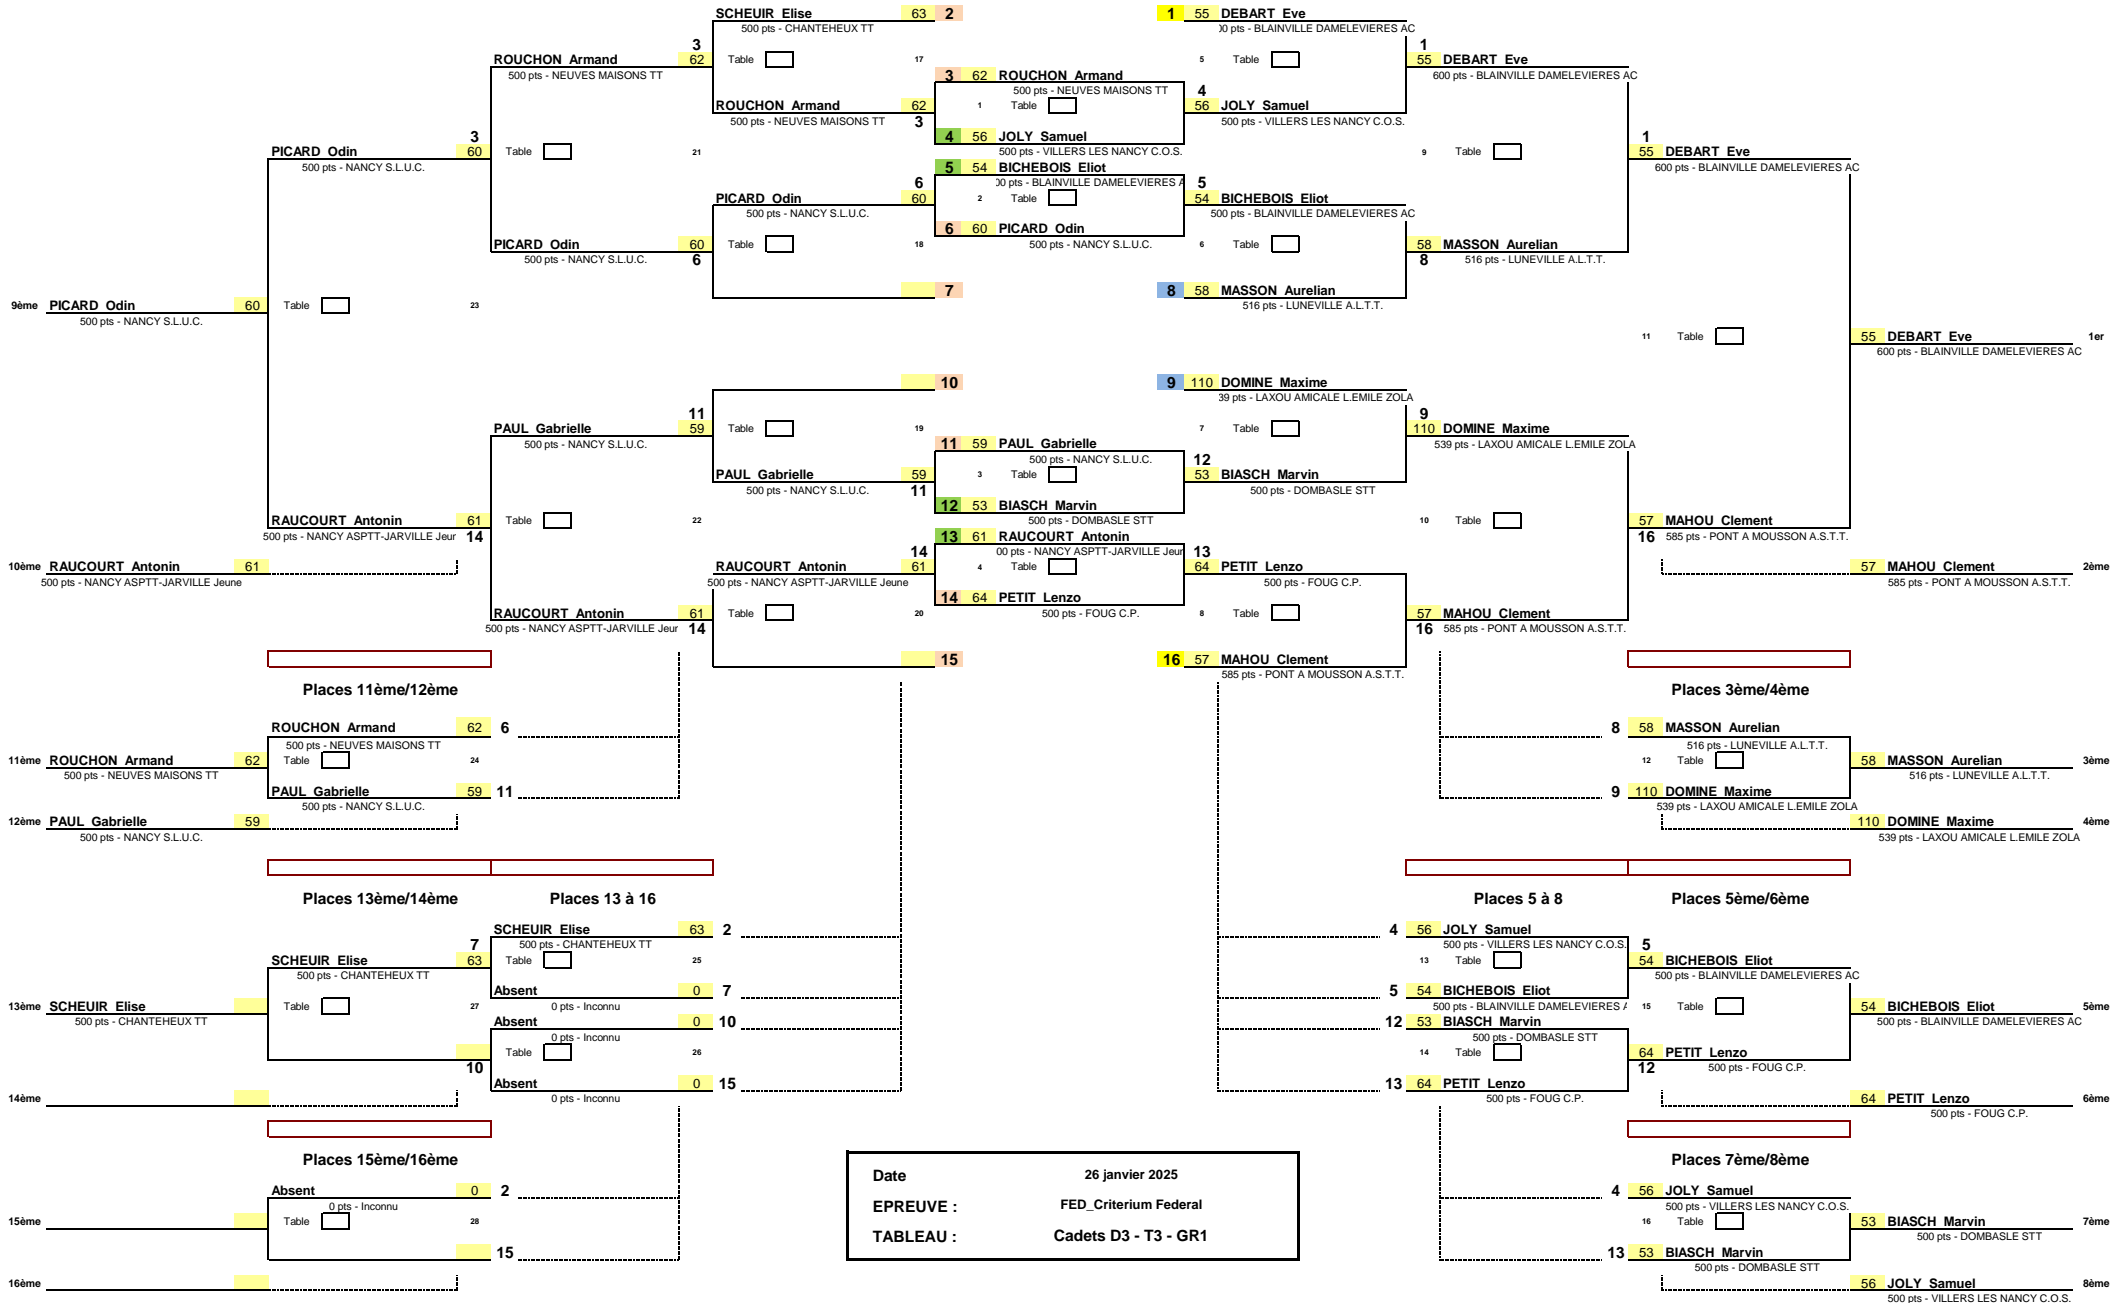 SCHEUIR Elise 63 2
1 55 DEBART Eve
500 pts - CHANTEHEUX TT
00 pts - BLAINVILLE DAMELEVIERES AC
3
1
ROUCHON Armand 62
Table 17
5 Table
55 DEBART Eve
500 pts - NEUVES MAISONS TT
600 pts - BLAINVILLE DAMELEVIERES AC
3 62 ROUCHON Armand
500 pts - NEUVES MAISONS TT
4
ROUCHON Armand 62
1 Table
56 JOLY Samuel
500 pts - NEUVES MAISONS TT
3
500 pts - VILLERS LES NANCY C.O.S.
4 56 JOLY Samuel
500 pts - VILLERS LES NANCY C.O.S.
3
1
PICARD Odin 60
Table 21
9 Table
55 DEBART Eve
500 pts - NANCY S.L.U.C.
600 pts - BLAINVILLE DAMELEVIERES AC
5 54 BICHEBOIS Eliot
00 pts - BLAINVILLE DAMELEVIERES A
6
5
PICARD Odin 60
2 Table
54 BICHEBOIS Eliot
500 pts - NANCY S.L.U.C.
500 pts - BLAINVILLE DAMELEVIERES AC
6 60 PICARD Odin
500 pts - NANCY S.L.U.C.
PICARD Odin 60
Table 18
6 Table
58 MASSON Aurelian
500 pts - NANCY S.L.U.C.
6
8
516 pts - LUNEVILLE A.L.T.T.
7
8 58 MASSON Aurelian
516 pts - LUNEVILLE A.L.T.T.
9ème PICARD Odin 60
Table 23
500 pts - NANCY S.L.U.C.
11 Table
55 DEBART Eve 1er
600 pts - BLAINVILLE DAMELEVIERES AC
10
9 110 DOMINE Maxime
39 pts - LAXOU AMICALE L.EMILE ZOLA
11
9
PAUL Gabrielle 59
Table 19
7 Table
110 DOMINE Maxime
500 pts - NANCY S.L.U.C.
539 pts - LAXOU AMICALE L.EMILE ZOLA
11 59 PAUL Gabrielle
500 pts - NANCY S.L.U.C.
12
PAUL Gabrielle 59
3 Table
53 BIASCH Marvin
500 pts - NANCY S.L.U.C.
11
500 pts - DOMBASLE STT
12 53 BIASCH Marvin
500 pts - DOMBASLE STT
RAUCOURT Antonin 61
Table 22
10 Table
57 MAHOU Clement
500 pts - NANCY ASPTT-JARVILLE Jeur
14
16
585 pts - PONT A MOUSSON A.S.T.T.
13 61 RAUCOURT Antonin
00 pts - NANCY ASPTT-JARVILLE Jeur
14
13
10ème RAUCOURT Antonin 61
RAUCOURT Antonin 61
4 Table
64 PETIT Lenzo
57 MAHOU Clement 2ème
500 pts - NANCY ASPTT-JARVILLE Jeune
500 pts - NANCY ASPTT-JARVILLE Jeune
500 pts - FOUG C.P.
585 pts - PONT A MOUSSON A.S.T.T.
14 64 PETIT Lenzo
500 pts - FOUG C.P.
RAUCOURT Antonin 61
Table 20
8 Table
57 MAHOU Clement
500 pts - NANCY ASPTT-JARVILLE Jeur
14
16
585 pts - PONT A MOUSSON A.S.T.T.
15
16 57 MAHOU Clement
585 pts - PONT A MOUSSON A.S.T.T.
Places 11ème/12ème
Places 3ème/4ème
ROUCHON Armand 62 6
8 58 MASSON Aurelian
500 pts - NEUVES MAISONS TT
516 pts - LUNEVILLE A.L.T.T.
11ème ROUCHON Armand 62
Table 24
12 Table
58 MASSON Aurelian 3ème
500 pts - NEUVES MAISONS TT
516 pts - LUNEVILLE A.L.T.T.
PAUL Gabrielle 59 11
9 110 DOMINE Maxime
500 pts - NANCY S.L.U.C.
539 pts - LAXOU AMICALE L.EMILE ZOLA
12ème PAUL Gabrielle 59
110 DOMINE Maxime 4ème
500 pts - NANCY S.L.U.C.
539 pts - LAXOU AMICALE L.EMILE ZOLA
Places 13ème/14ème
Places 13 à 16
Places 5 à 8
Places 5ème/6ème
SCHEUIR Elise 63 2
4 56 JOLY Samuel
500 pts - CHANTEHEUX TT
500 pts - VILLERS LES NANCY C.O.S.
7
5
SCHEUIR Elise 63
Table 25
13 Table
54 BICHEBOIS Eliot
500 pts - CHANTEHEUX TT
500 pts - BLAINVILLE DAMELEVIERES AC
Absent 0 7
5 54 BICHEBOIS Eliot
0 pts - Inconnu
500 pts - BLAINVILLE DAMELEVIERES A
13ème SCHEUIR Elise
Table 27
15 Table
54 BICHEBOIS Eliot 5ème
500 pts - CHANTEHEUX TT
500 pts - BLAINVILLE DAMELEVIERES AC
Absent 0 10
12 53 BIASCH Marvin
0 pts - Inconnu
500 pts - DOMBASLE STT
Table 26
14 Table
64 PETIT Lenzo
10
12
500 pts - FOUG C.P.
Absent 0 15
13 64 PETIT Lenzo
0 pts - Inconnu
500 pts - FOUG C.P.
14ème
64 PETIT Lenzo 6ème
500 pts - FOUG C.P.
Places 15ème/16ème
Places 7ème/8ème
Date 26 janvier 2025
EPREUVE : FED_Criterium Federal
TABLEAU : Cadets D3 - T3 - GR1
Absent 0 2
4 56 JOLY Samuel
0 pts - Inconnu
500 pts - VILLERS LES NANCY C.O.S.
15ème
Table 28
16 Table
53 BIASCH Marvin 7ème
500 pts - DOMBASLE STT
15
13 53 BIASCH Marvin
500 pts - DOMBASLE STT
16ème
56 JOLY Samuel 8ème
500 pts - VILLERS LES NANCY C.O.S.